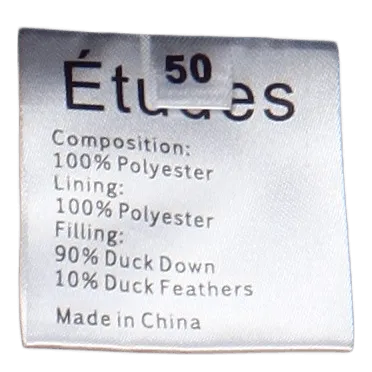 50
Études
Composition:
100% Polyester
Lining:
100% Polyester
Filling:
90% Duck Down
10% Duck Feathers
Made in China